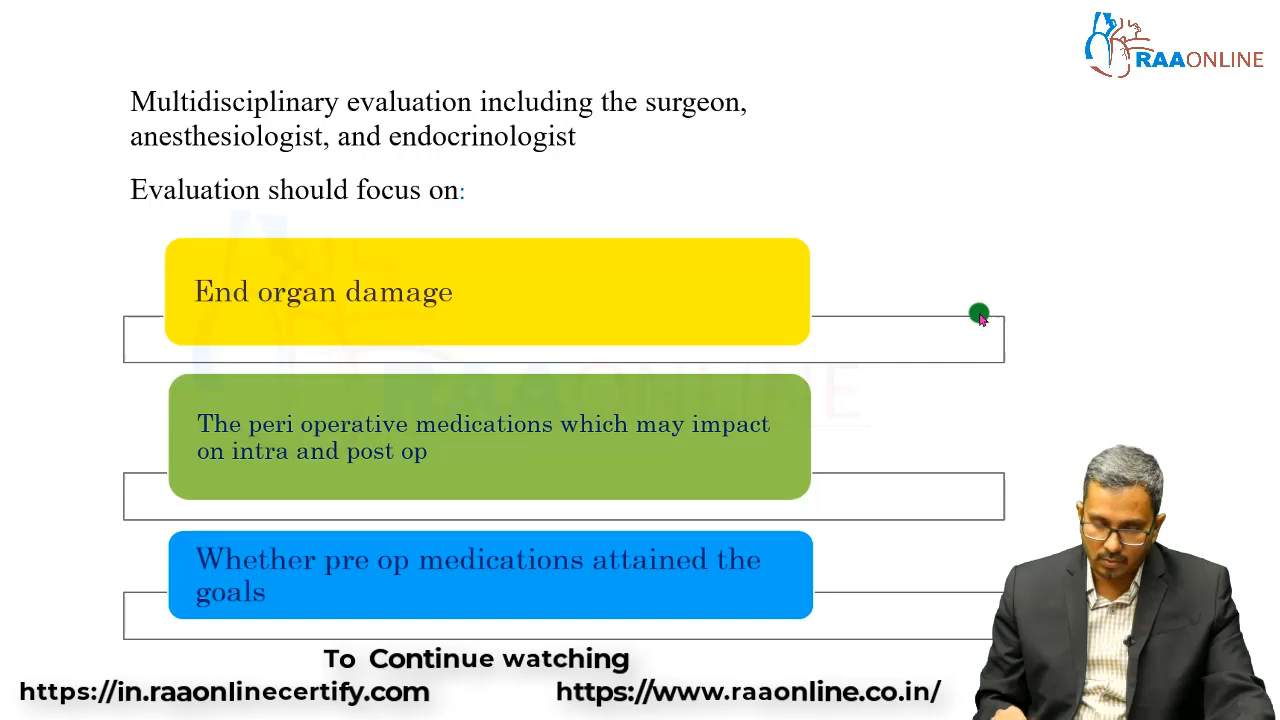 RAAONLINE
Multidisciplinary evaluation including the surgeon,
anesthesiologist, and endocrinologist
Evaluation should focus on:
End organ damage
RAAONLINE
The peri operative medications which may impact
on intra and post op
Whether pre op medications attained the
goals
To Continue watching
https://in.raaonlinecertify.com https://www.raaonline.co.in/